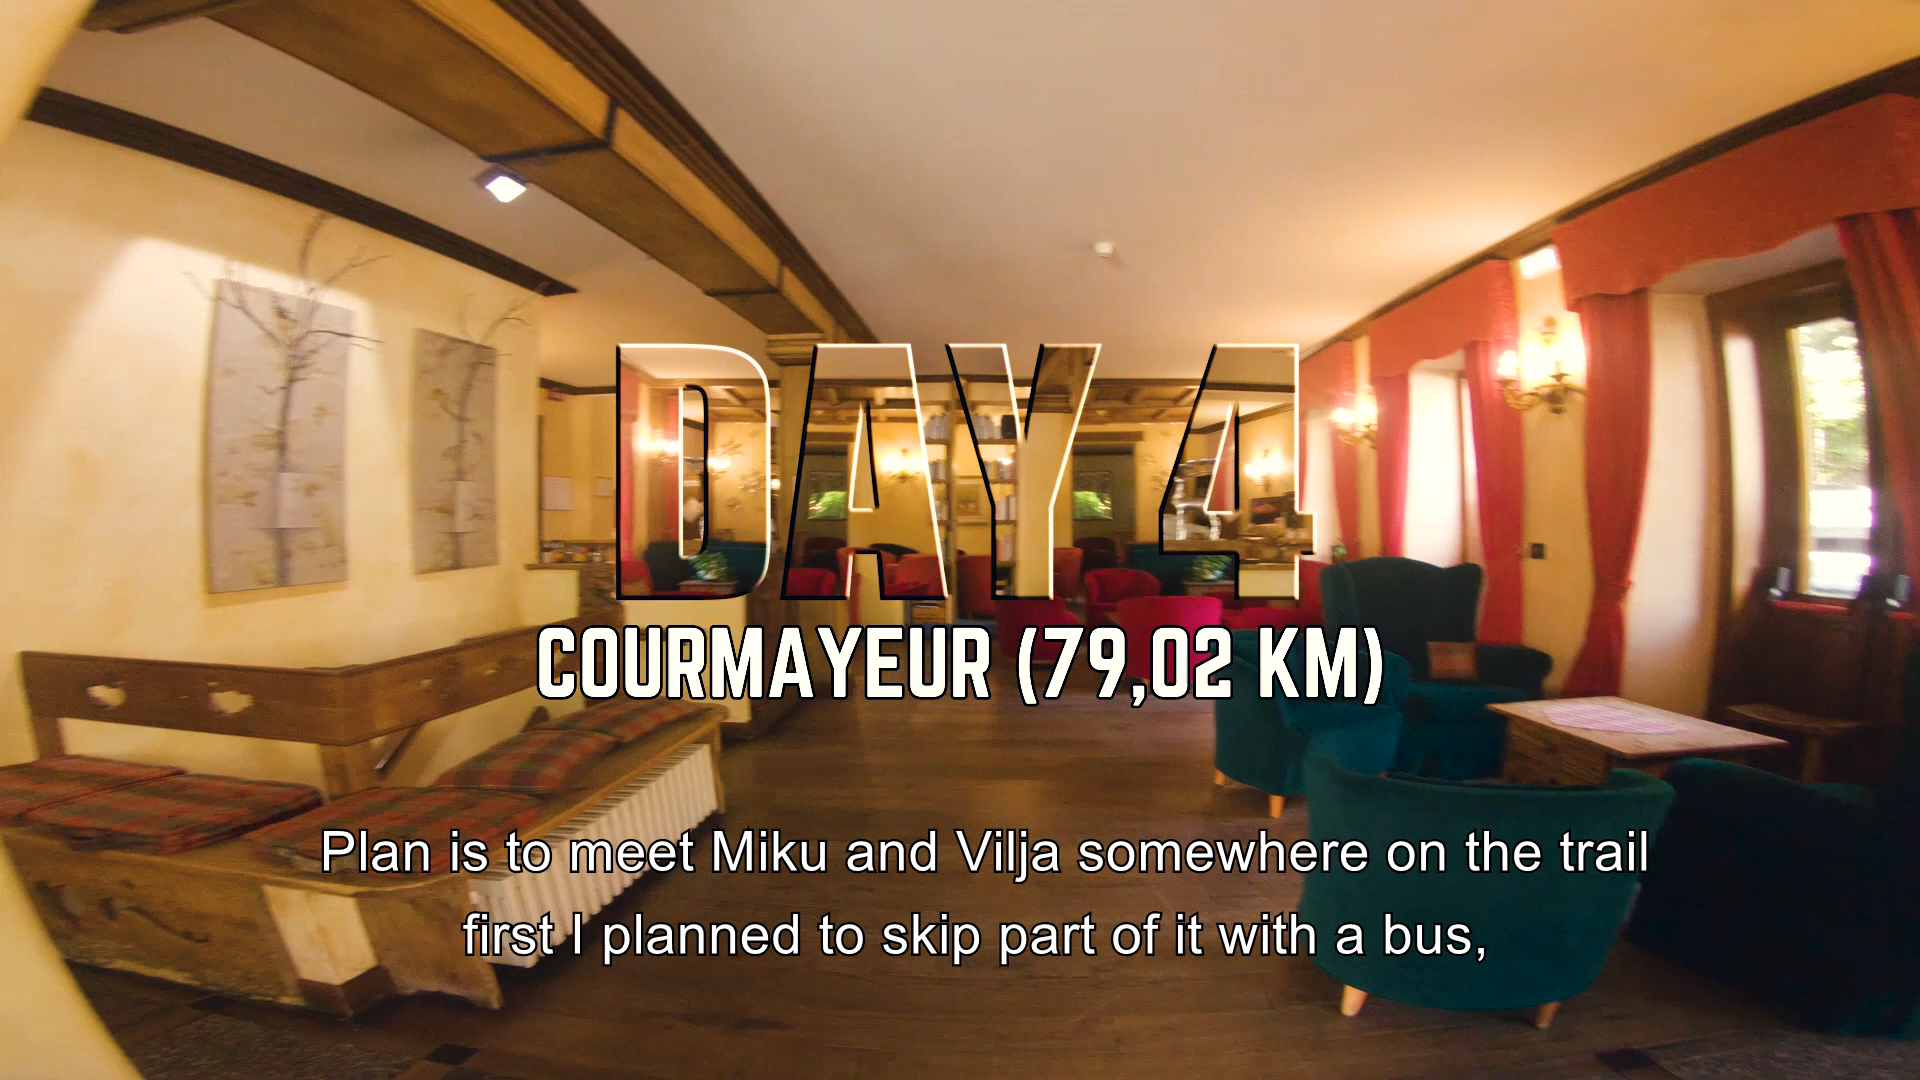 DAY 4
COURMAYEUR (79,02 KM)
Plan is to meet Miku and Vilja somewhere on the trail
first I planned to skip part of it with a bus,